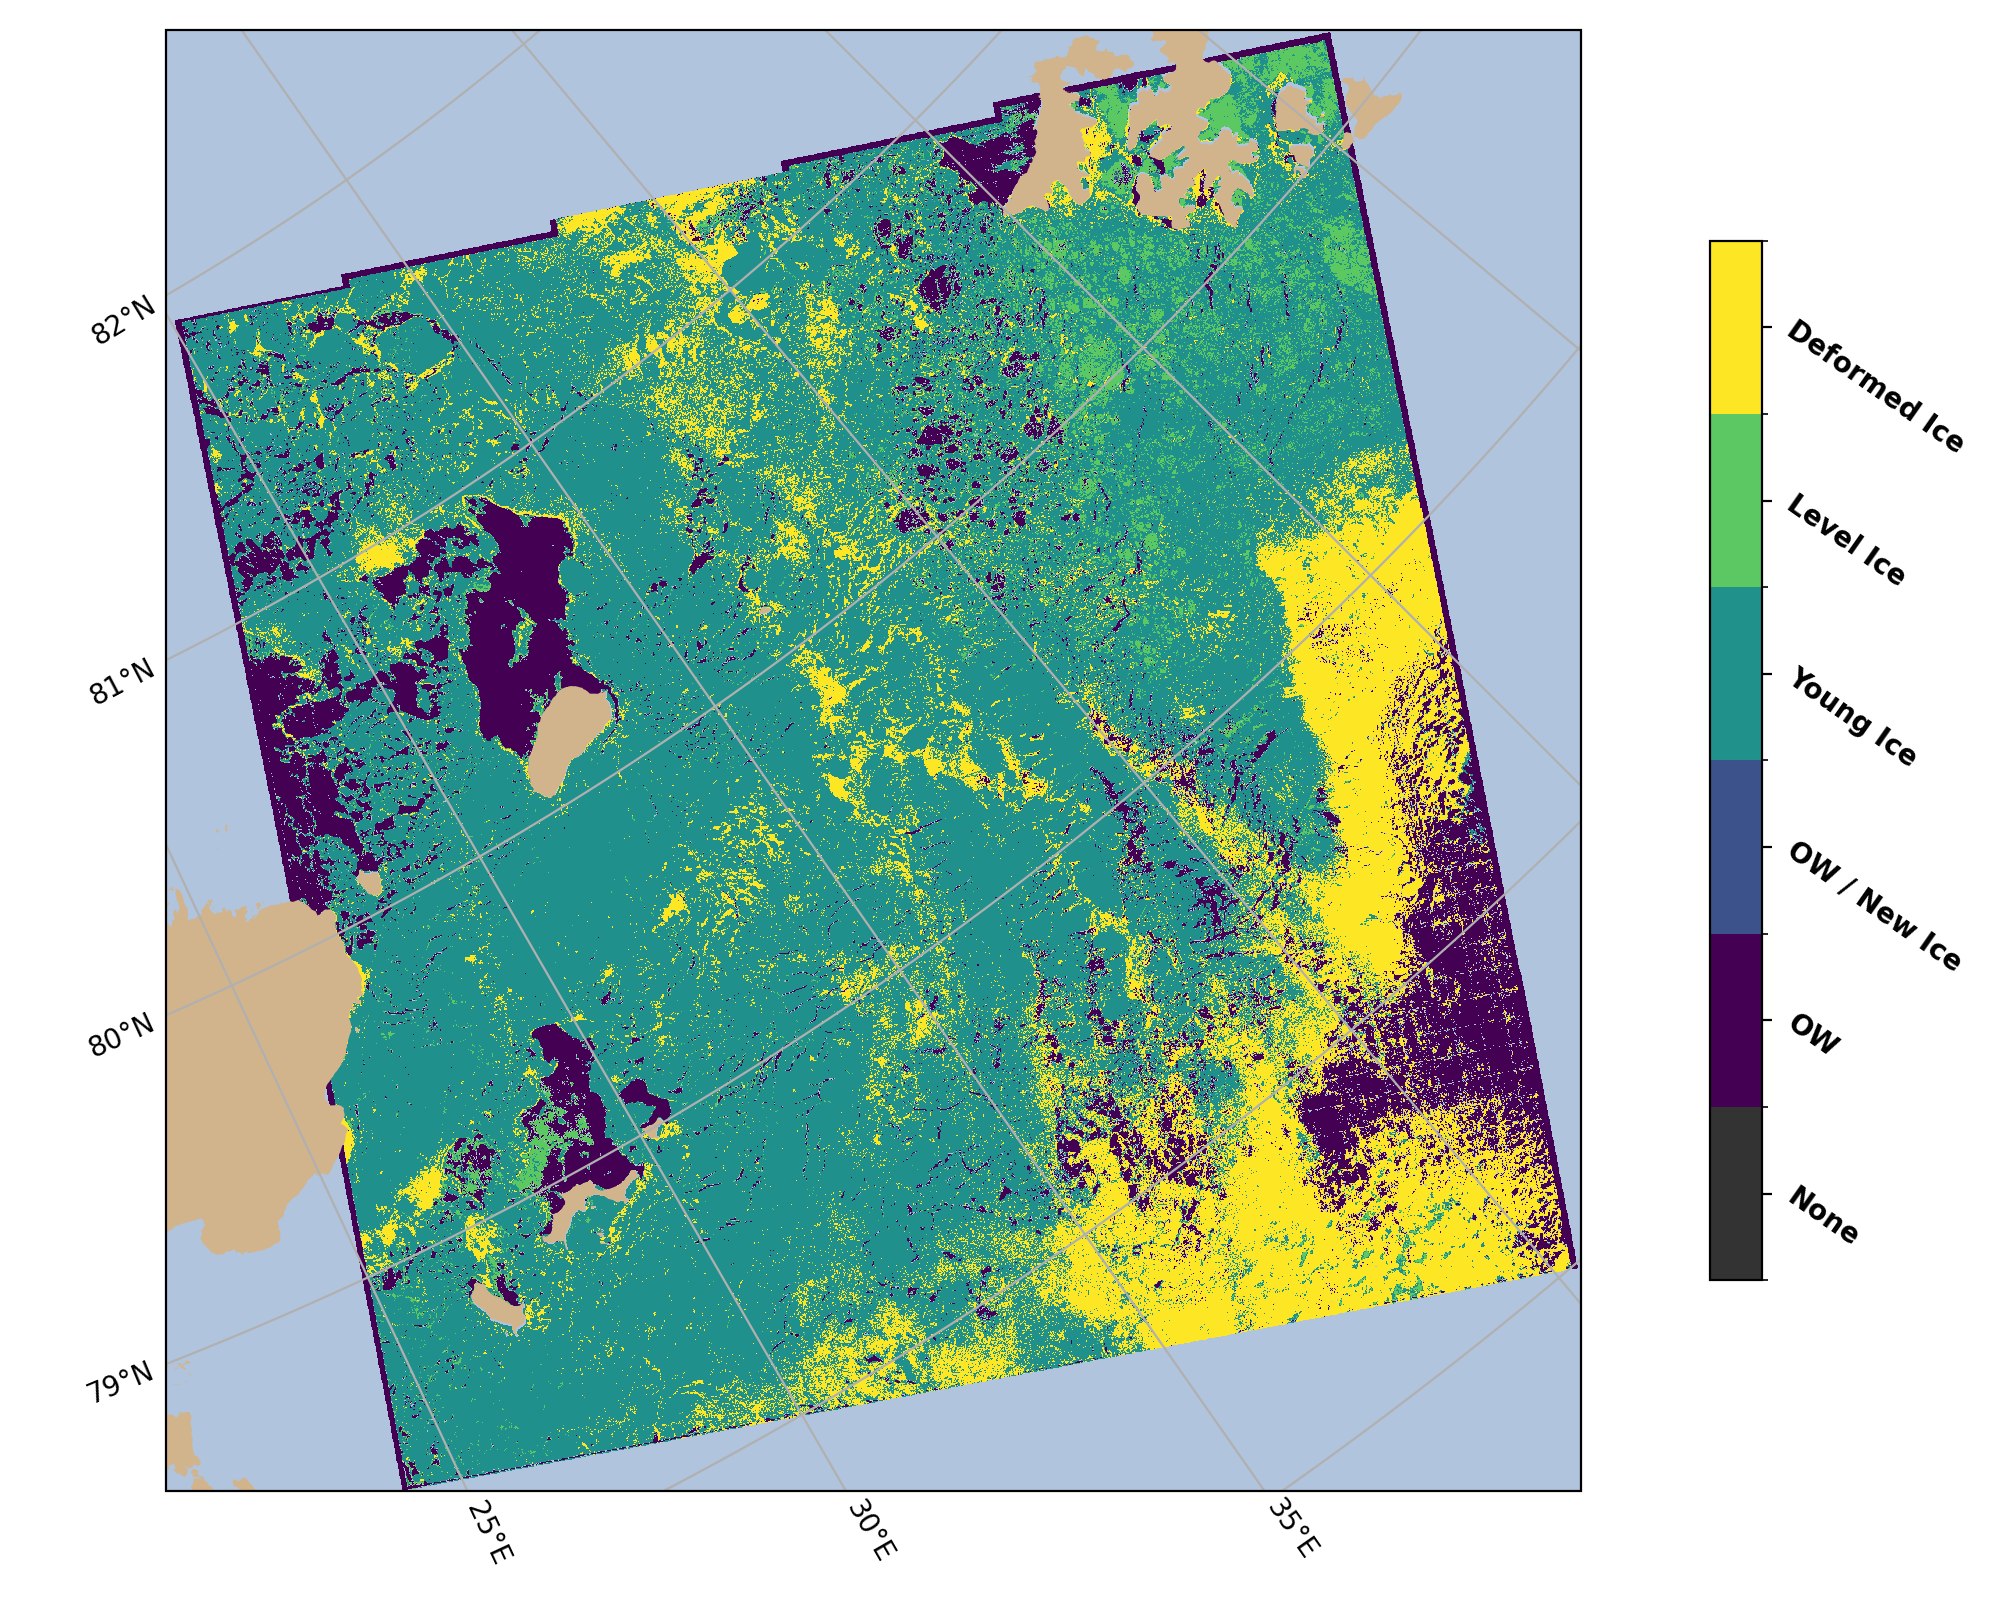 82°N
81°N
80°N
79°N
25°E
30°E
35°E
Deformed Ice
Level Ice
Young Ice
OW / New Ice
OW
None